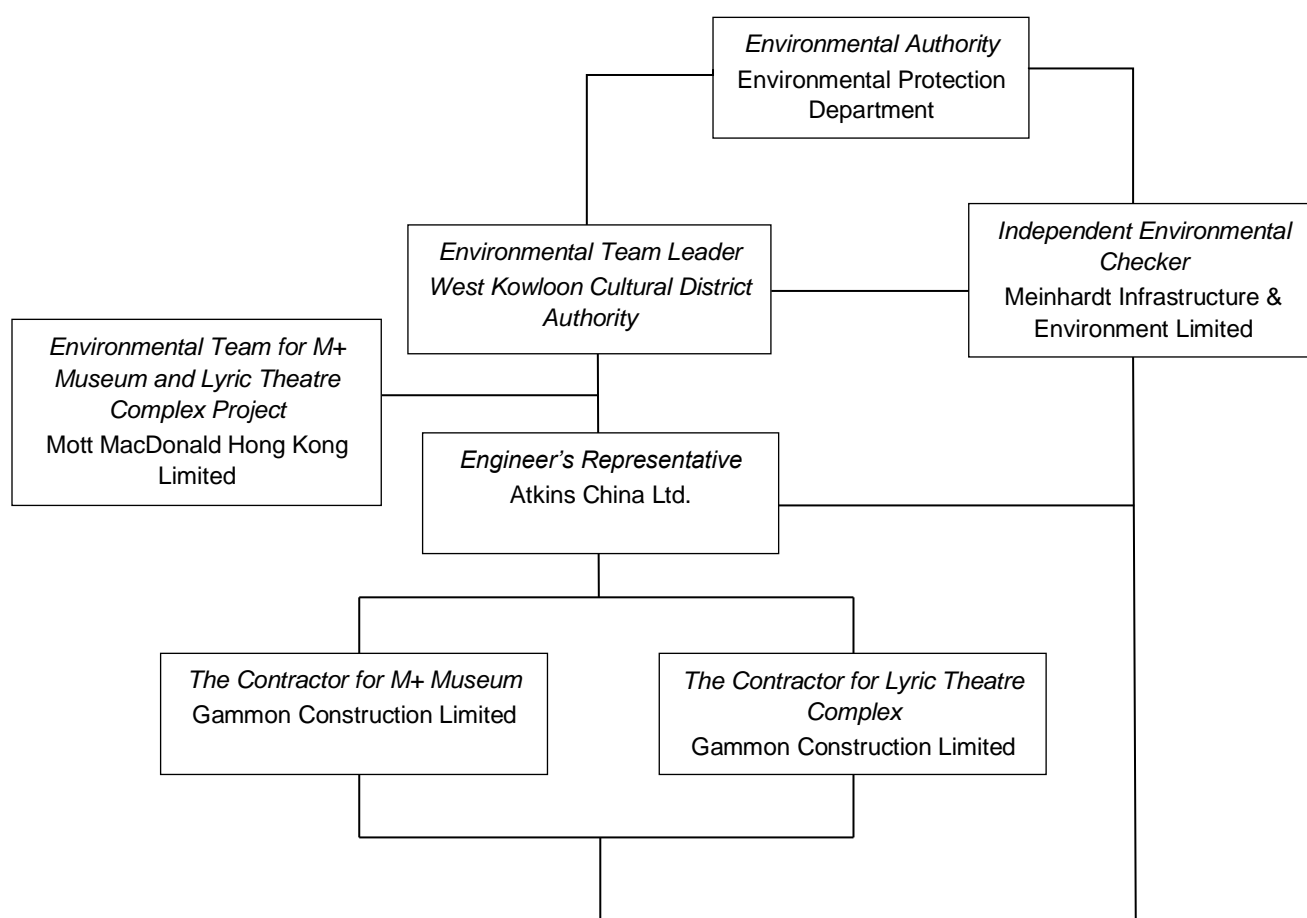 Environmental Authority
Environmental Protection
Department
Environmental Team Leader
West Kowloon Cultural District
Authority
Independent Environmental
Checker
Meinhardt Infrastructure &
Environment Limited
Environmental Team for M+
Museum and Lyric Theatre
Complex Project
Mott MacDonald Hong Kong
Limited
Engineer’s Representative
Atkins China Ltd.
The Contractor for M+ Museum
Gammon Construction Limited
The Contractor for Lyric Theatre
Complex
Gammon Construction Limited